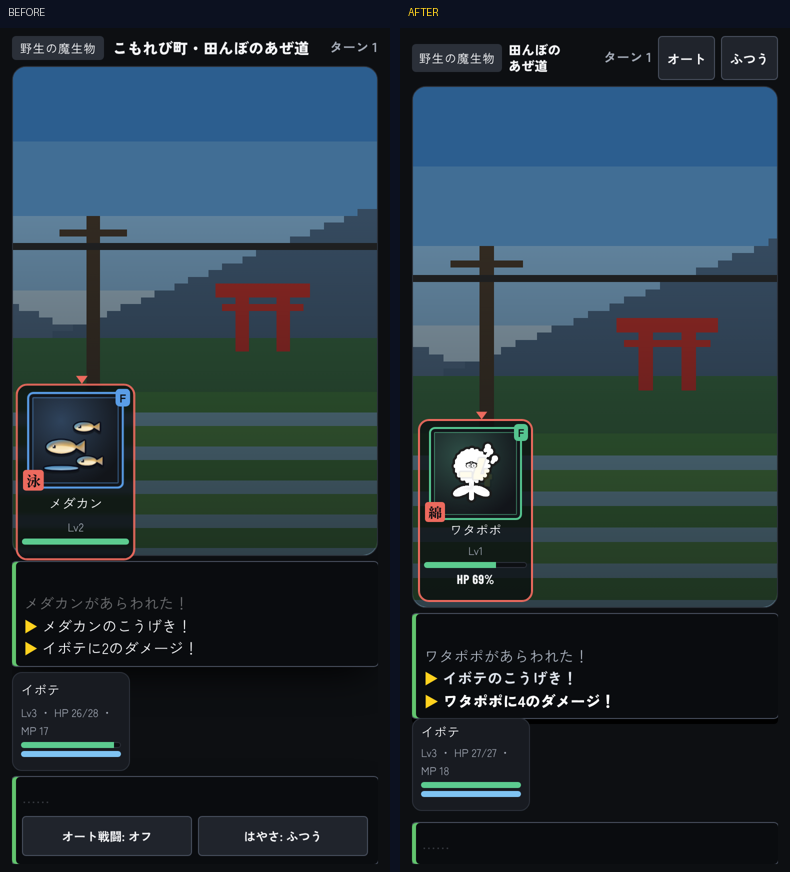 BEFORE
野生の魔生物 こもれび町・田んぼのあぜ道 ターン 1
F
泳
メダカン
Lv2
メダカンがあらわれた！
▶ メダカンのこうげき！
▶ イボテに2のダメージ！
イボテ
Lv3 ・ HP 26/28 ・
MP 17
......
オート戦闘: オフ はやさ: ふつう
AFTER
野生の魔生物 田んぼの
あぜ道 ターン 1 オート ふつう
F
綿
ワタポポ
Lv1
HP 69%
ワタポポがあらわれた！
▶ イボテのこうげき！
▶ ワタポポに4のダメージ！
イボテ
Lv3 ・ HP 27/27 ・
MP 18
......